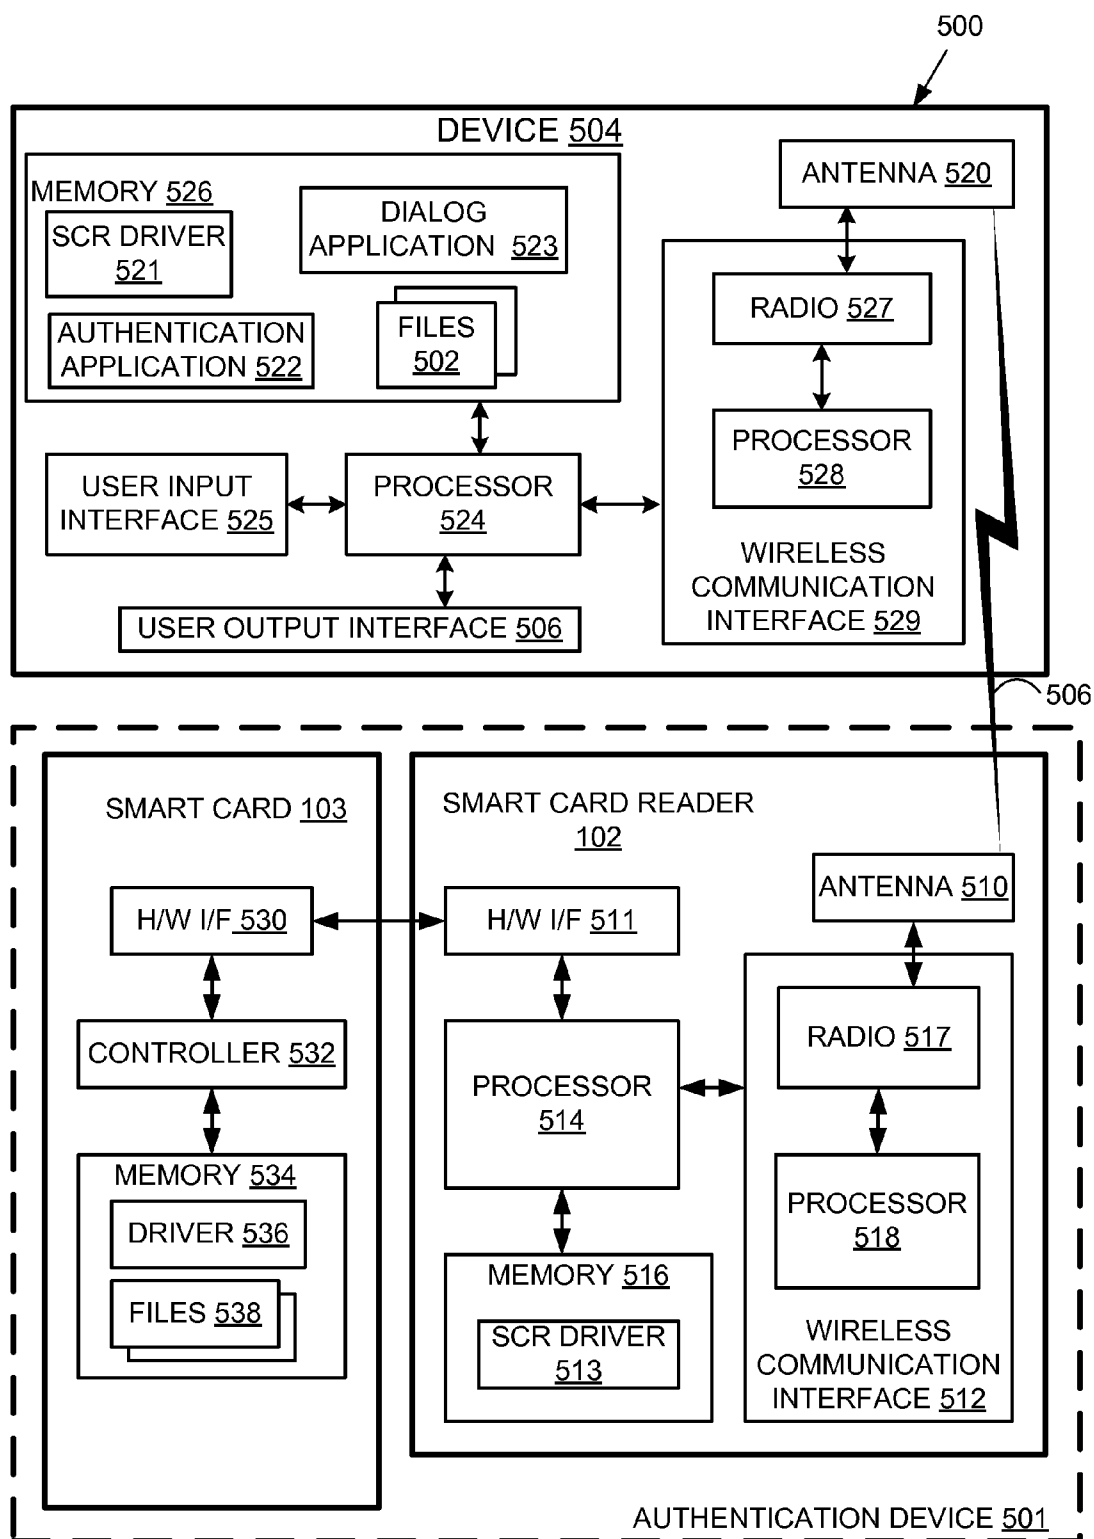 500
DEVICE 504
MEMORY 526
SCR DRIVER
521
DIALOG
APPLICATION 523
AUTHENTICATION
APPLICATION 522
FILES
502
ANTENNA 520
RADIO 527
PROCESSOR
528
WIRELESS
COMMUNICATION
INTERFACE 529
USER INPUT
INTERFACE 525
PROCESSOR
524
USER OUTPUT INTERFACE 506
506
SMART CARD 103
H/W I/F 530
CONTROLLER 532
MEMORY 534
DRIVER 536
FILES 538
SMART CARD READER
102
ANTENNA 510
H/W I/F 511
PROCESSOR
514
RADIO 517
PROCESSOR
518
WIRELESS
COMMUNICATION
INTERFACE 512
MEMORY 516
SCR DRIVER
513
AUTHENTICATION DEVICE 501